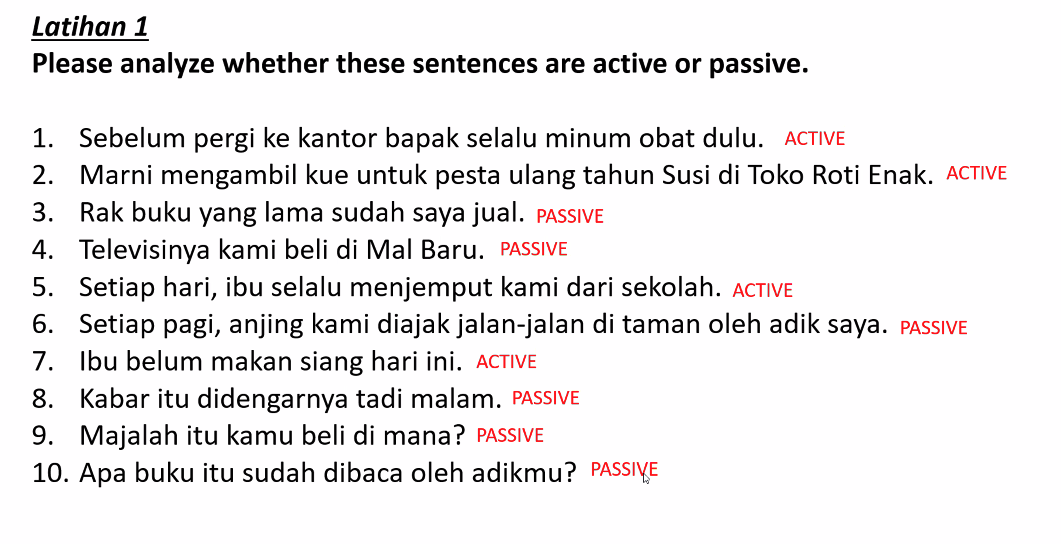 Latihan 1
Please analyze whether these sentences are active or passive.
1. Sebelum pergi ke kantor bapak selalu minum obat dulu. ACTIVE
2. Marni mengambil kue untuk pesta ulang tahun Susi di Toko Roti Enak. ACTIVE
3. Rak buku yang lama sudah saya jual. PASSIVE
4. Televisinya kami beli di Mal Baru. PASSIVE
5. Setiap hari, ibu selalu menjemput kami dari sekolah. ACTIVE
6. Setiap pagi, anjing kami diajak jalan-jalan di taman oleh adik saya. PASSIVE
7. Ibu belum makan siang hari ini. ACTIVE
8. Kabar itu didengarnya tadi malam. PASSIVE
9. Majalah itu kamu beli di mana? PASSIVE
10. Apa buku itu sudah dibaca oleh adikmu? PASSIVE